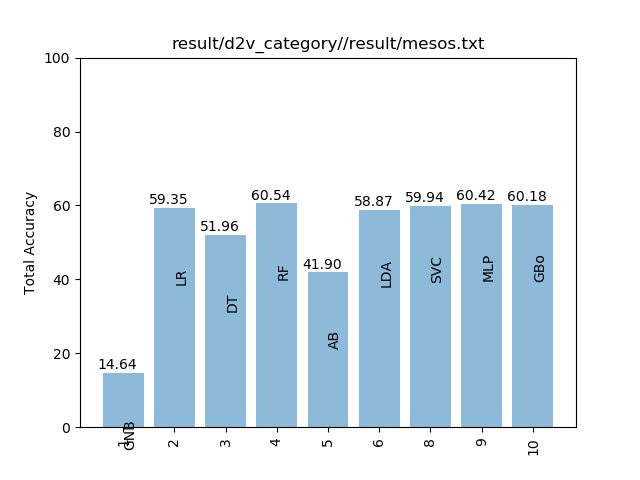 result/d2v_category//result/mesos.txt
Total Accuracy
100
80
60
40
20
0
14.64
59.35
51.96
60.54
41.90
58.87
59.94
60.42
60.18
GNB
LR
DT
RF
AB
LDA
SVC
MLP
GBo
1
2
3
4
5
6
8
9
10